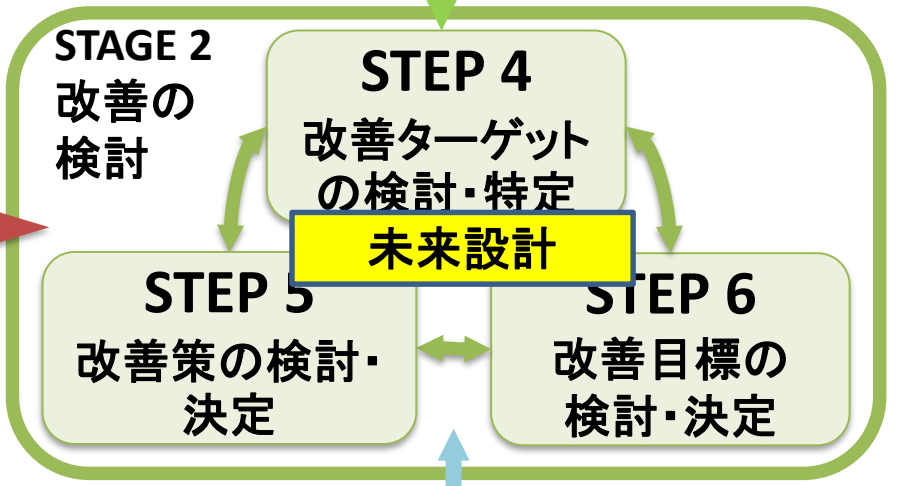 STAGE 2
改善の
検討
STEP 4
改善ターゲット
の検討・特定
未来設計
STEP 5
改善策の検討・
決定
STEP 6
改善目標の
検討・決定